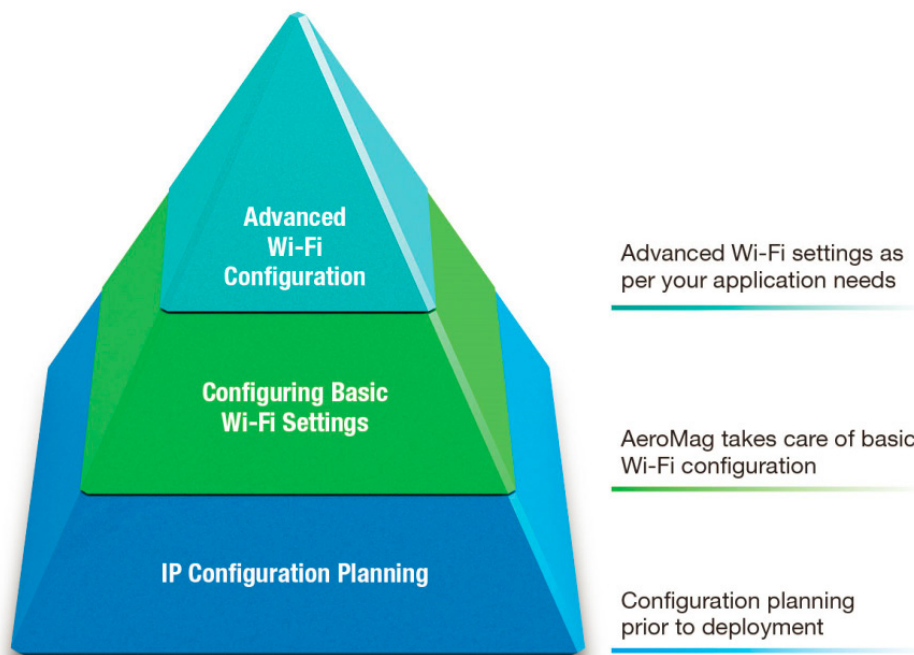 Advanced
Wi-Fi
Configuration
Advanced Wi-Fi settings as
per your application needs
Configuring Basic
Wi-Fi Settings
AeroMag takes care of basic
Wi-Fi configuration
IP Configuration Planning
Configuration planning
prior to deployment